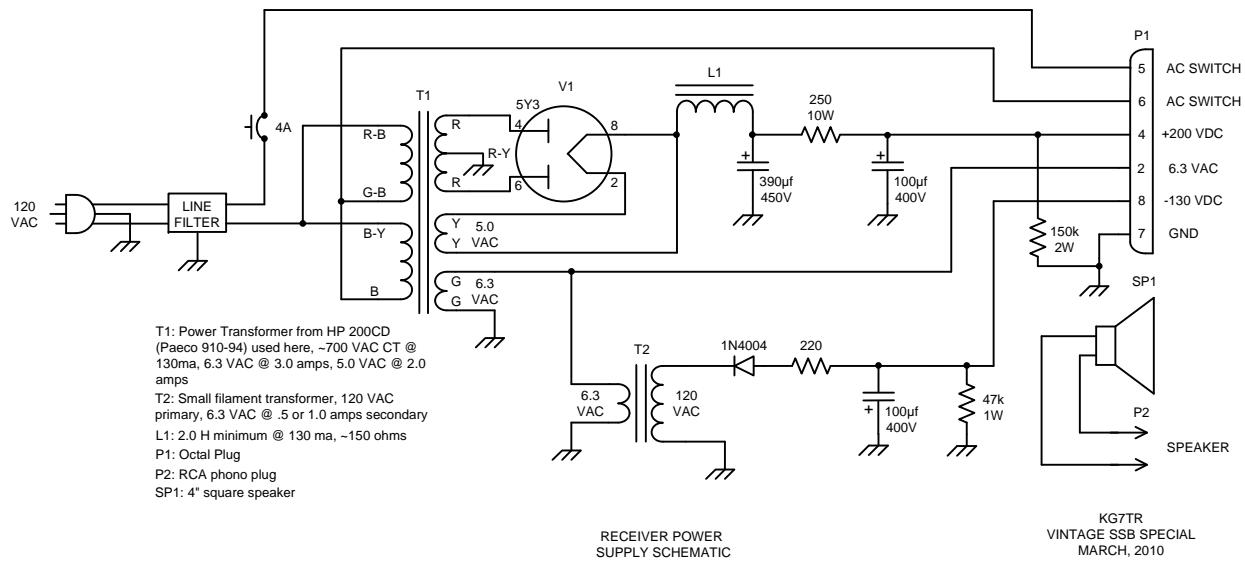 P1
5 AC SWITCH
6 AC SWITCH
4 +200 VDC
2 6.3 VAC
8 -130 VDC
7 GND
L1
V1
T1
5Y3
4
8
6
2
250
10W
4A
R-B
G-B
B-Y
B
R
R-Y
R
Y
Y
5.0
VAC
G
G
6.3
VAC
+
390µf
450V
+
100µf
400V
150k
2W
120
VAC
LINE
FILTER
SP1
T1: Power Transformer from HP 200CD
(Paeco 910-94) used here, ~700 VAC CT @
130ma, 6.3 VAC @ 3.0 amps, 5.0 VAC @ 2.0
amps
T2: Small filament transformer, 120 VAC
primary, 6.3 VAC @ .5 or 1.0 amps secondary
L1: 2.0 H minimum @ 130 ma, ~150 ohms
P1: Octal Plug
P2: RCA phono plug
SP1: 4" square speaker
T2
6.3
VAC
120
VAC
1N4004
220
+
100µf
400V
47k
1W
P2
SPEAKER
RECEIVER POWER
SUPPLY SCHEMATIC
KG7TR
VINTAGE SSB SPECIAL
MARCH, 2010